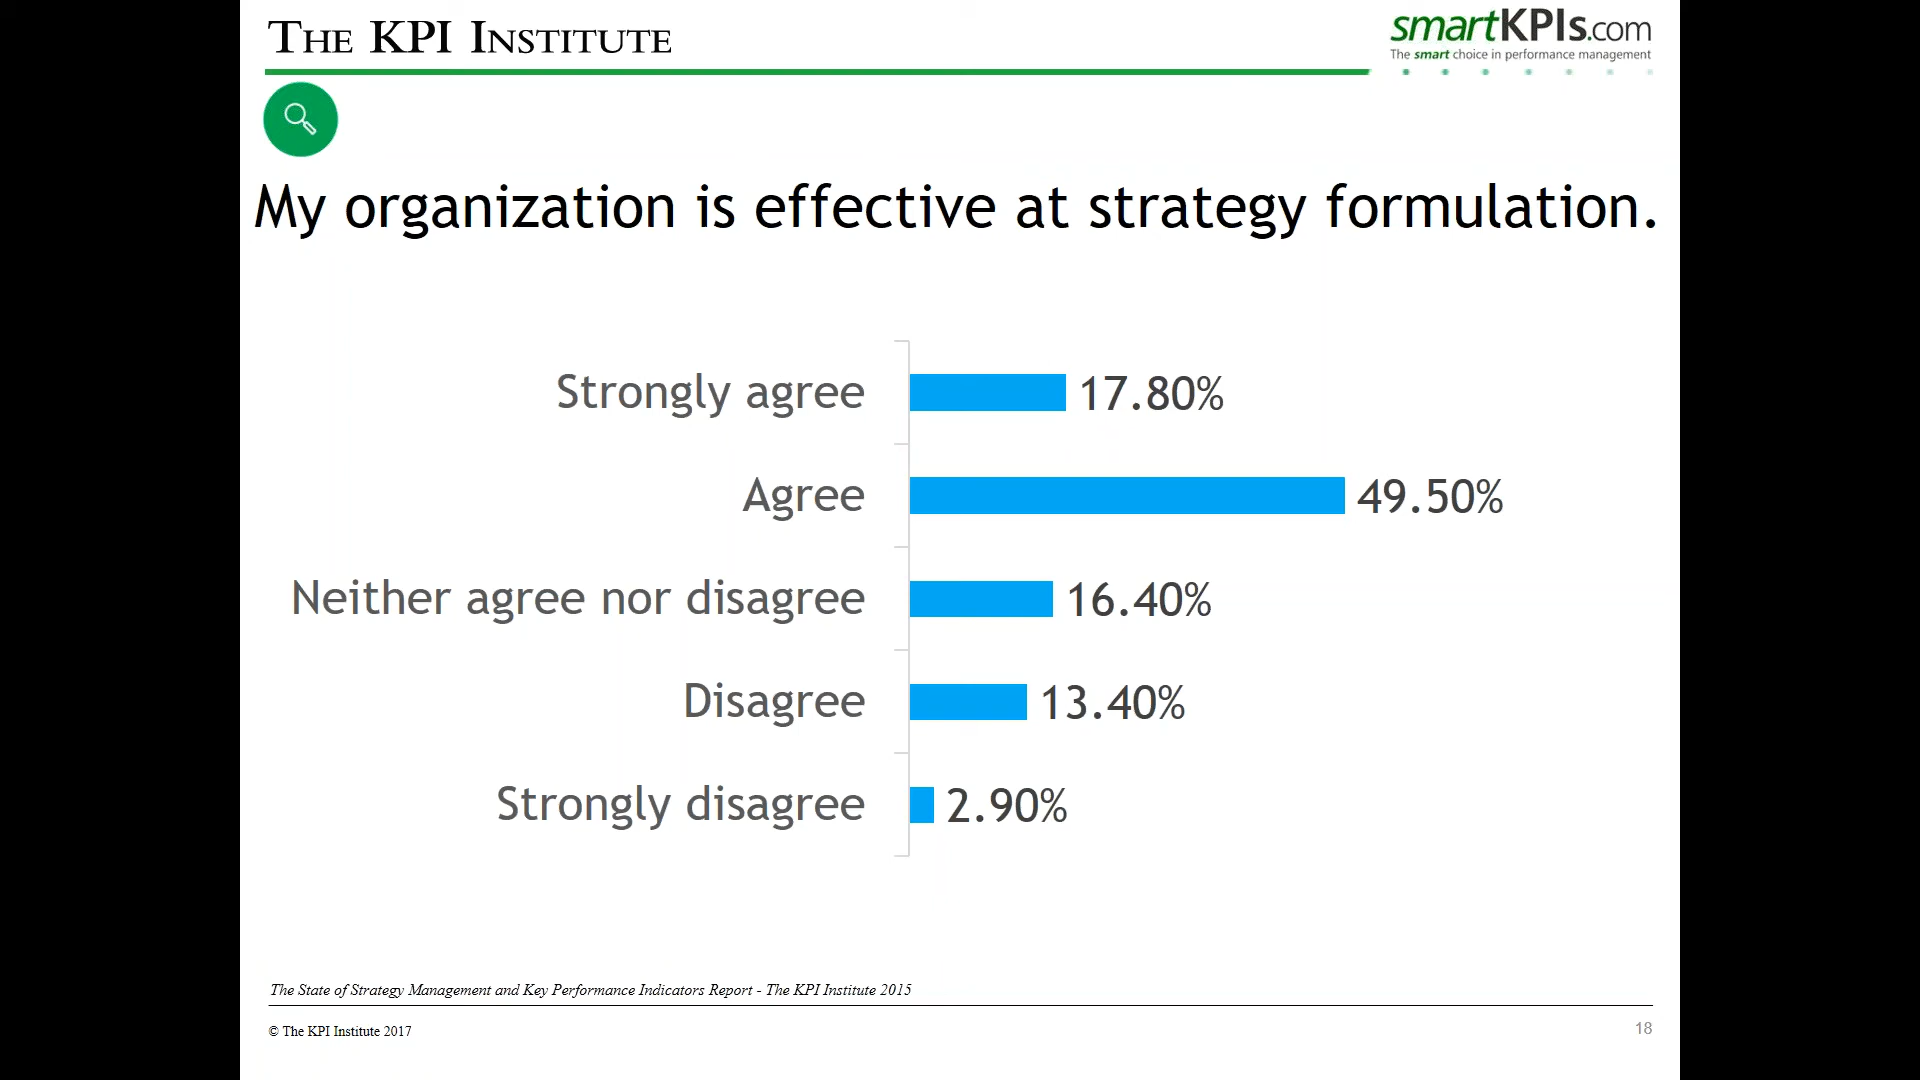 THE KPI INSTITUTE
smartKPIs.com
The smart choice in performance management
My organization is effective at strategy formulation.
Strongly agree 17.80%
Agree 49.50%
Neither agree nor disagree 16.40%
Disagree 13.40%
Strongly disagree 2.90%
The State of Strategy Management and Key Performance Indicators Report - The KPI Institute 2015
© The KPI Institute 2017 18